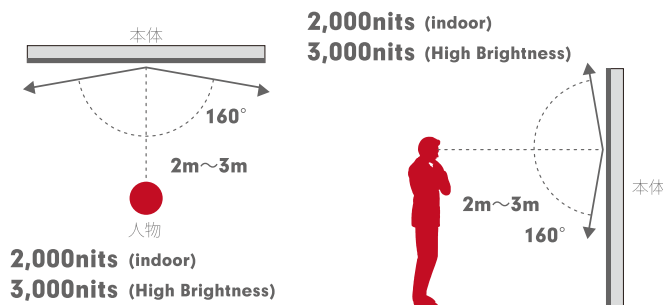 本体
160°
2m〜3m
人物
2,000nits (indoor)
3,000nits (High Brightness)
2,000nits (indoor)
3,000nits (High Brightness)
本体
2m〜3m
160°